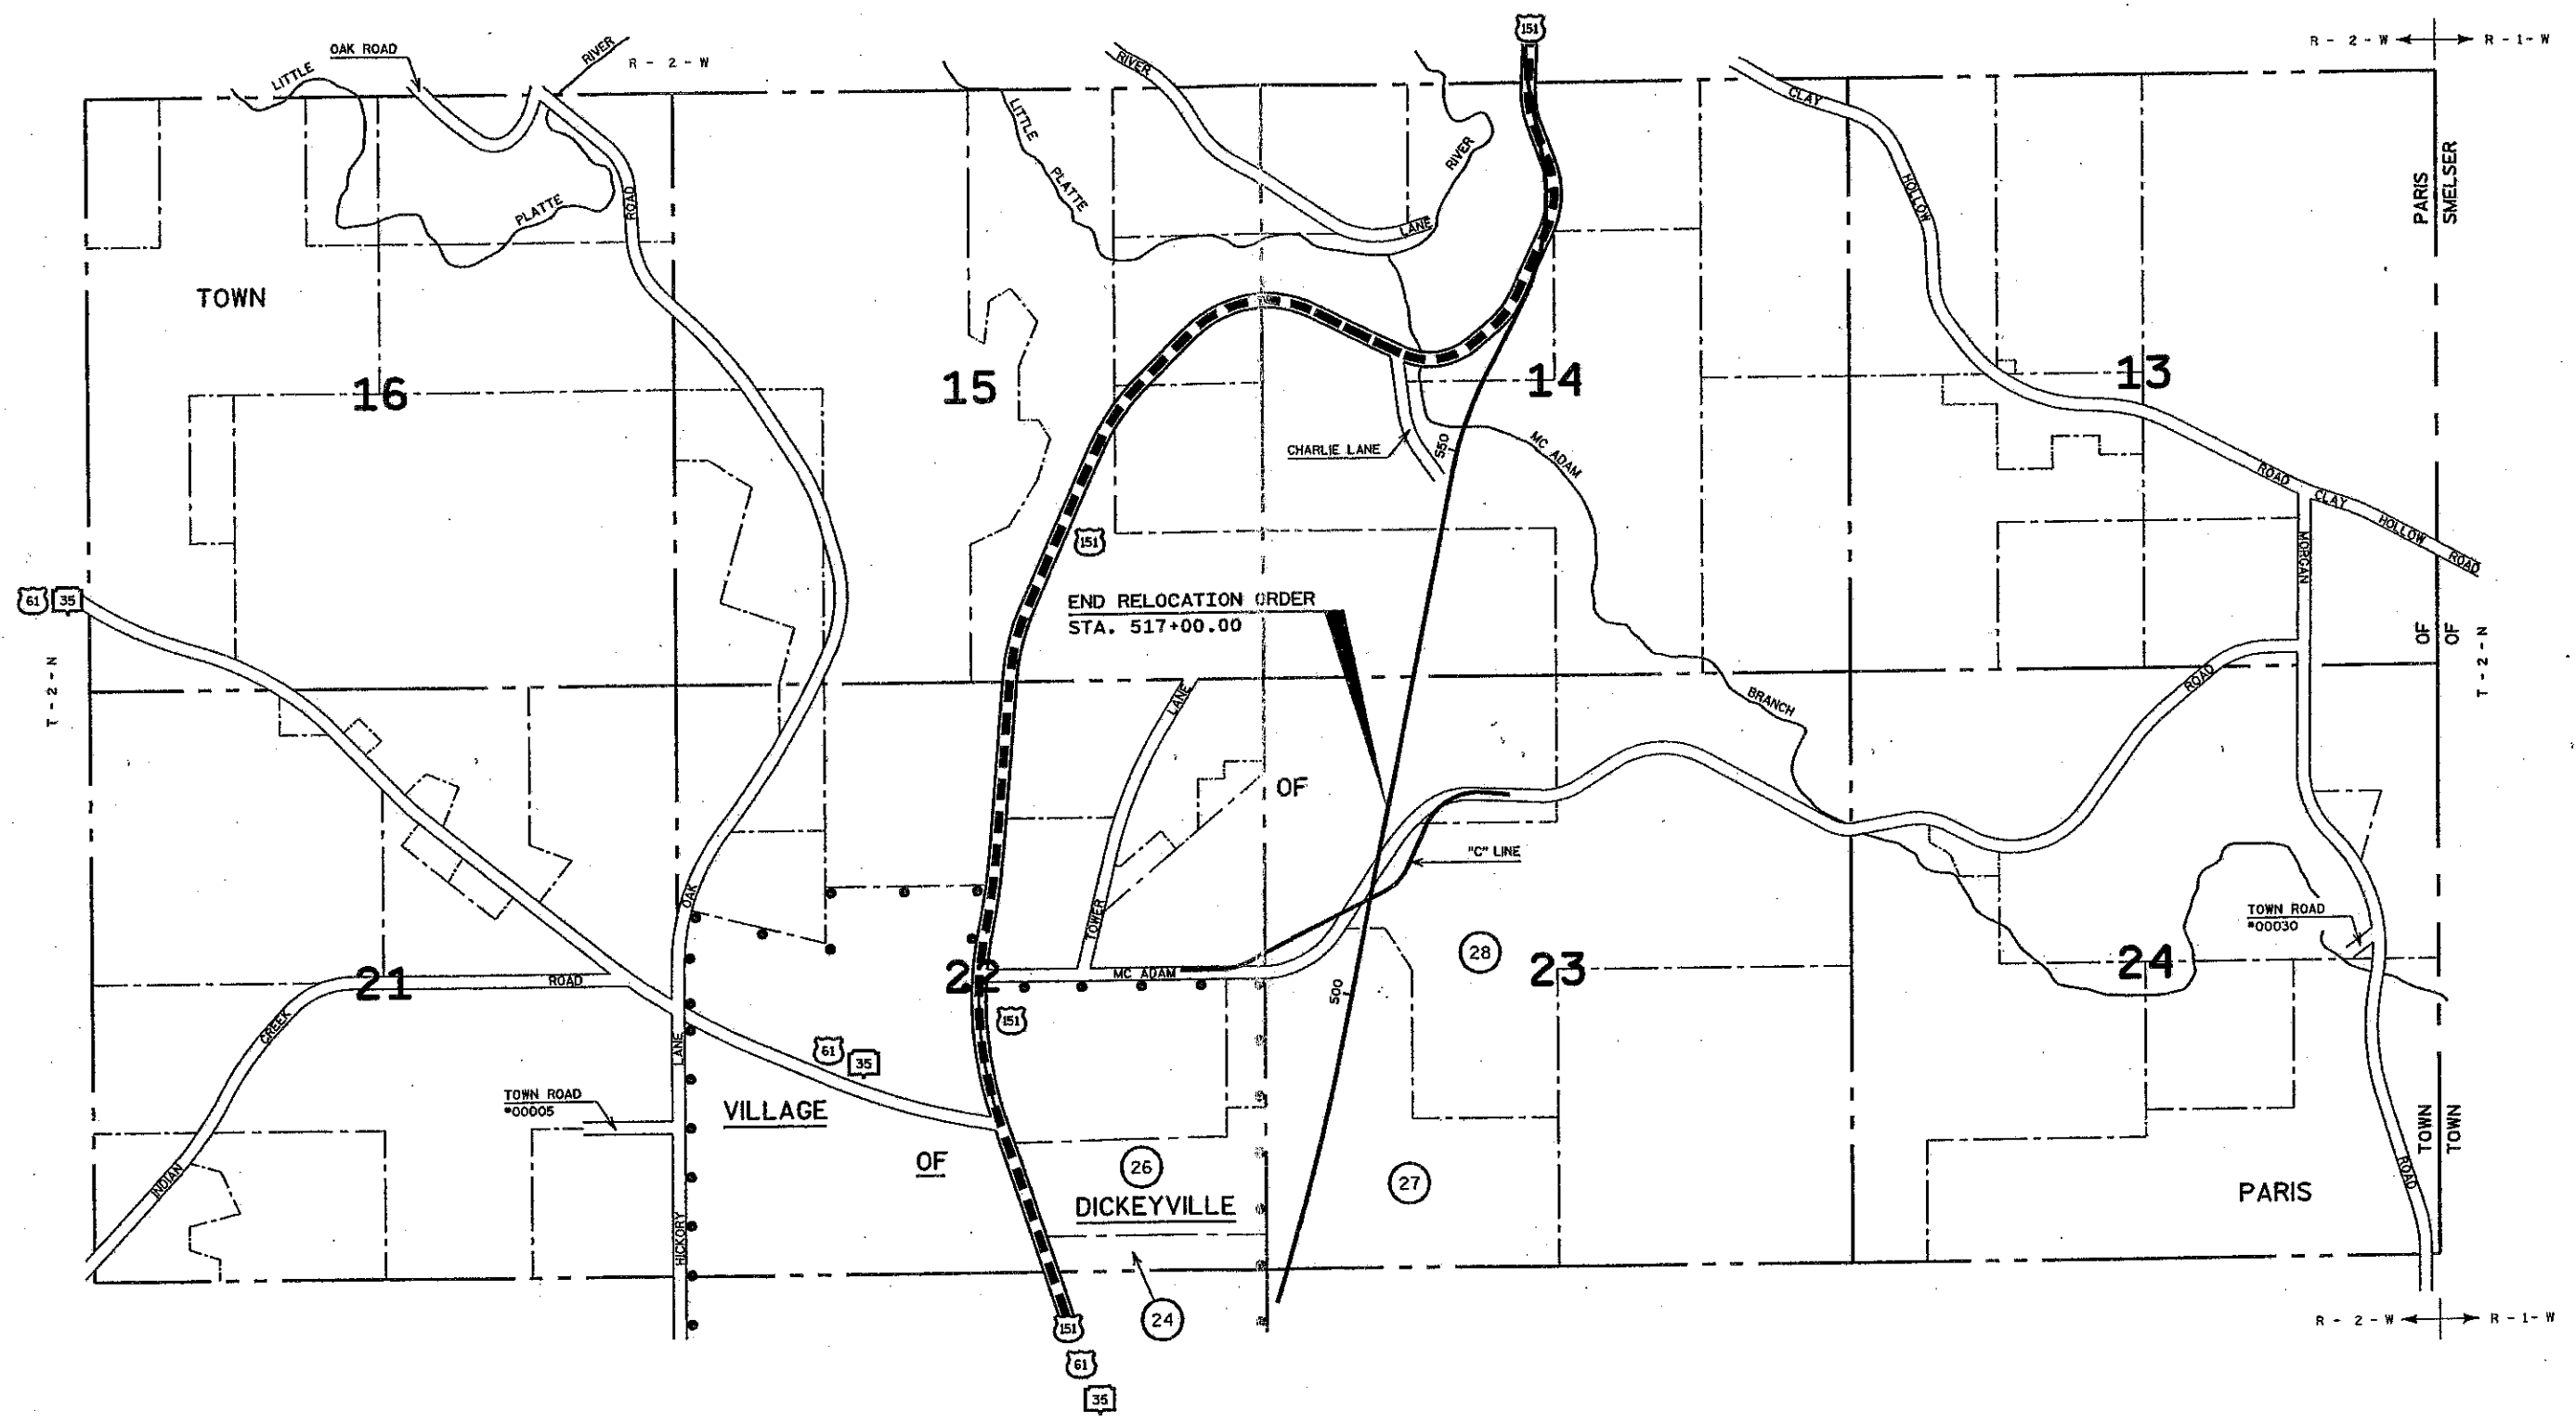 151
R - 2 - W R - 1 - W
OAK ROAD
LITTLE
RIVER
R - 2 - W
RIVER
CLAY
LITTLE
PLATTE
RIVER
HOLLOW
PARIS
SMELSER
ROAD
PLATTE
LANE
TOWN
16
15
14
13
CHARLIE LANE
550
MC ADAM
ROAD
CLAY
HOLLOW
ROAD
151
MORGAN
61
35
END RELOCATION ORDER
STA. 517+00.00
OF
OF
T - 2 - N
T - 2 - N
LANE
BRANCH
ROAD
OF
"C" LINE
OAK
TOWER
TOWN ROAD
*00030
28
21
ROAD
22
MC ADAM
23
24
500
CREEK
151
LANE
61
35
TOWN ROAD
*00005
VILLAGE
TOWN
TOWN
OF
26
27
INDIAN
DICKEYVILLE
ROAD
PARIS
HICKORY
24
151
R - 2 - W R - 1 - W
61
35